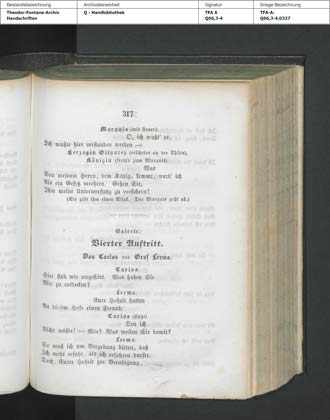 Bestandsbezeichnung
Theodor-Fontane-Archiv
Handschriften
Archivalieneinheit
Q - Handbibliothek
Signatur
TFA A
Q66,3-4
Image-Bezeichnung
TFA-A-
Q66,3-4,0327
317
Marquis (mit Feuer).
O, ich wußt' es,
Ich mußte hier verstanden werden —
Herzogin Olivarez (erscheint an der Thüre).
Königin (fremd zum Marquis).
Was
Von meinem Herrn, dem König, kommt, werd' ich
Als ein Gesetz verehren. Gehen Sie,
Ihm meine Unterwerfung zu versichern!
(Sie gibt ihm einen Wink. Der Marquis geht ab.)
Galerie.
Vierter Auftritt.
Don Carlos und Graf Lerma.
Carlos.
Hier sind wir ungestört. Was haben Sie
Mir zu entdecken?
Lerma.
Eure Hoheit hatten
An diesem Hofe einen Freund.
Carlos (stutzt).
Den ich
Nicht wüßte! — Wie? Was wollen Sie damit?
Lerma.
So muß ich um Vergebung bitten, daß
Ich mehr erfuhr, als ich erfahren durfte.
Doch, Eurer Hoheit zur Beruhigung,